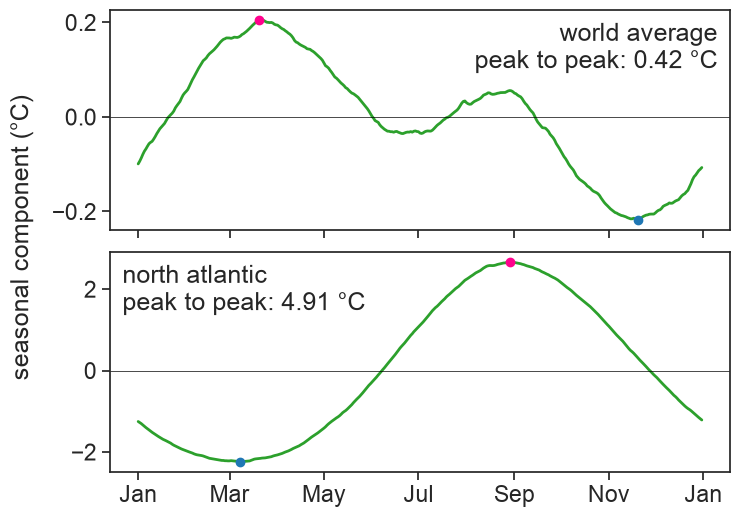 seasonal component (°C)
0.2
0.0
−0.2
world average
peak to peak: 0.42 °C
2
0
−2
north atlantic
peak to peak: 4.91 °C
Jan Mar May Jul Sep Nov Jan